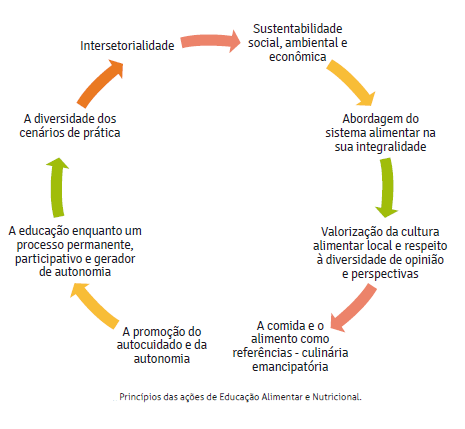 Sustentabilidade
social, ambiental e
econômica
Abordagem do
sistema alimentar na
sua integralidade
Valorização da cultura
alimentar local e respeito
à diversidade de opinião
e perspectivas
A comida e o
alimento como
referências - culinária
emancipatória
A promoção do
autocuidado e da
autonomia
A educação enquanto um
processo permanente,
participativo e gerador
de autonomia
A diversidade dos
cenários de prática
Intersetorialidade
Princípios das ações de Educação Alimentar e Nutricional.